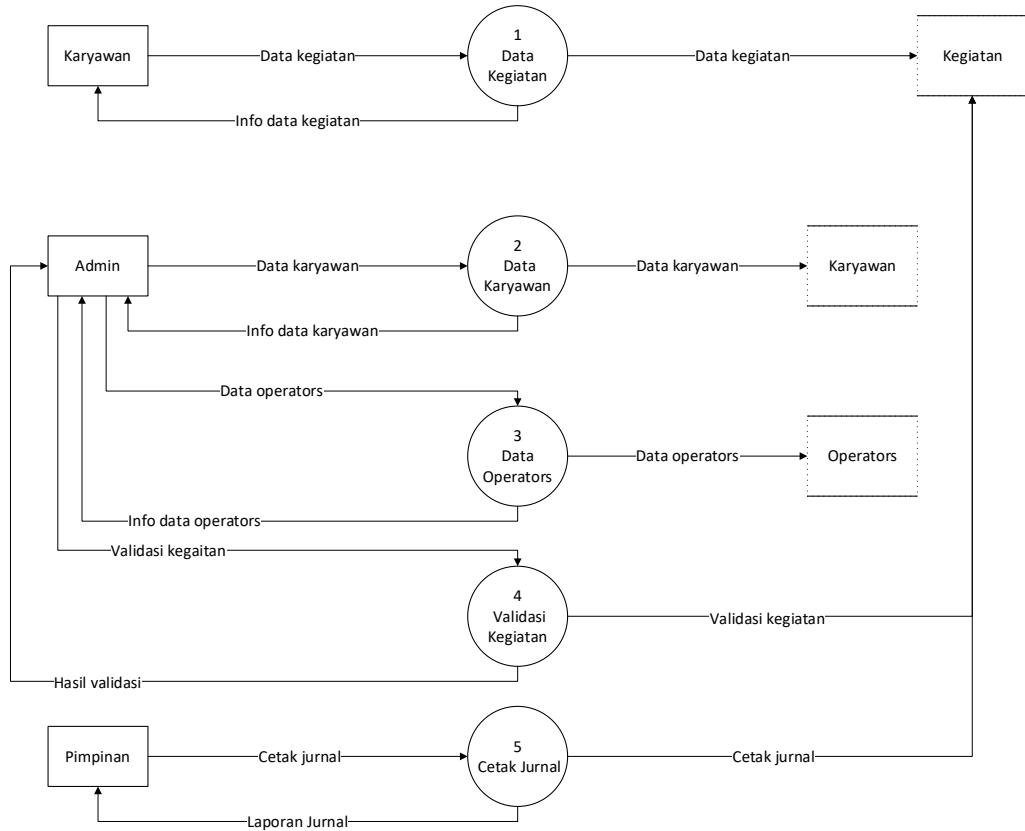 Karyawan
Data kegiatan
1
Data
Kegiatan
Data kegiatan
Kegiatan
Info data kegiatan
Admin
Data karyawan
2
Data
Karyawan
Data karyawan
Karyawan
Info data karyawan
Data operators
3
Data
Operators
Data operators
Operators
Info data operators
Validasi kegaitan
4
Validasi
Kegiatan
Validasi kegiatan
Hasil validasi
Pimpinan
Cetak jurnal
5
Cetak Jurnal
Cetak jurnal
Laporan Jurnal